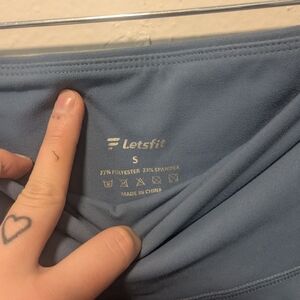 Letsfit
S
77% POLYESTER 23% SPANDEX
MADE IN CHINA